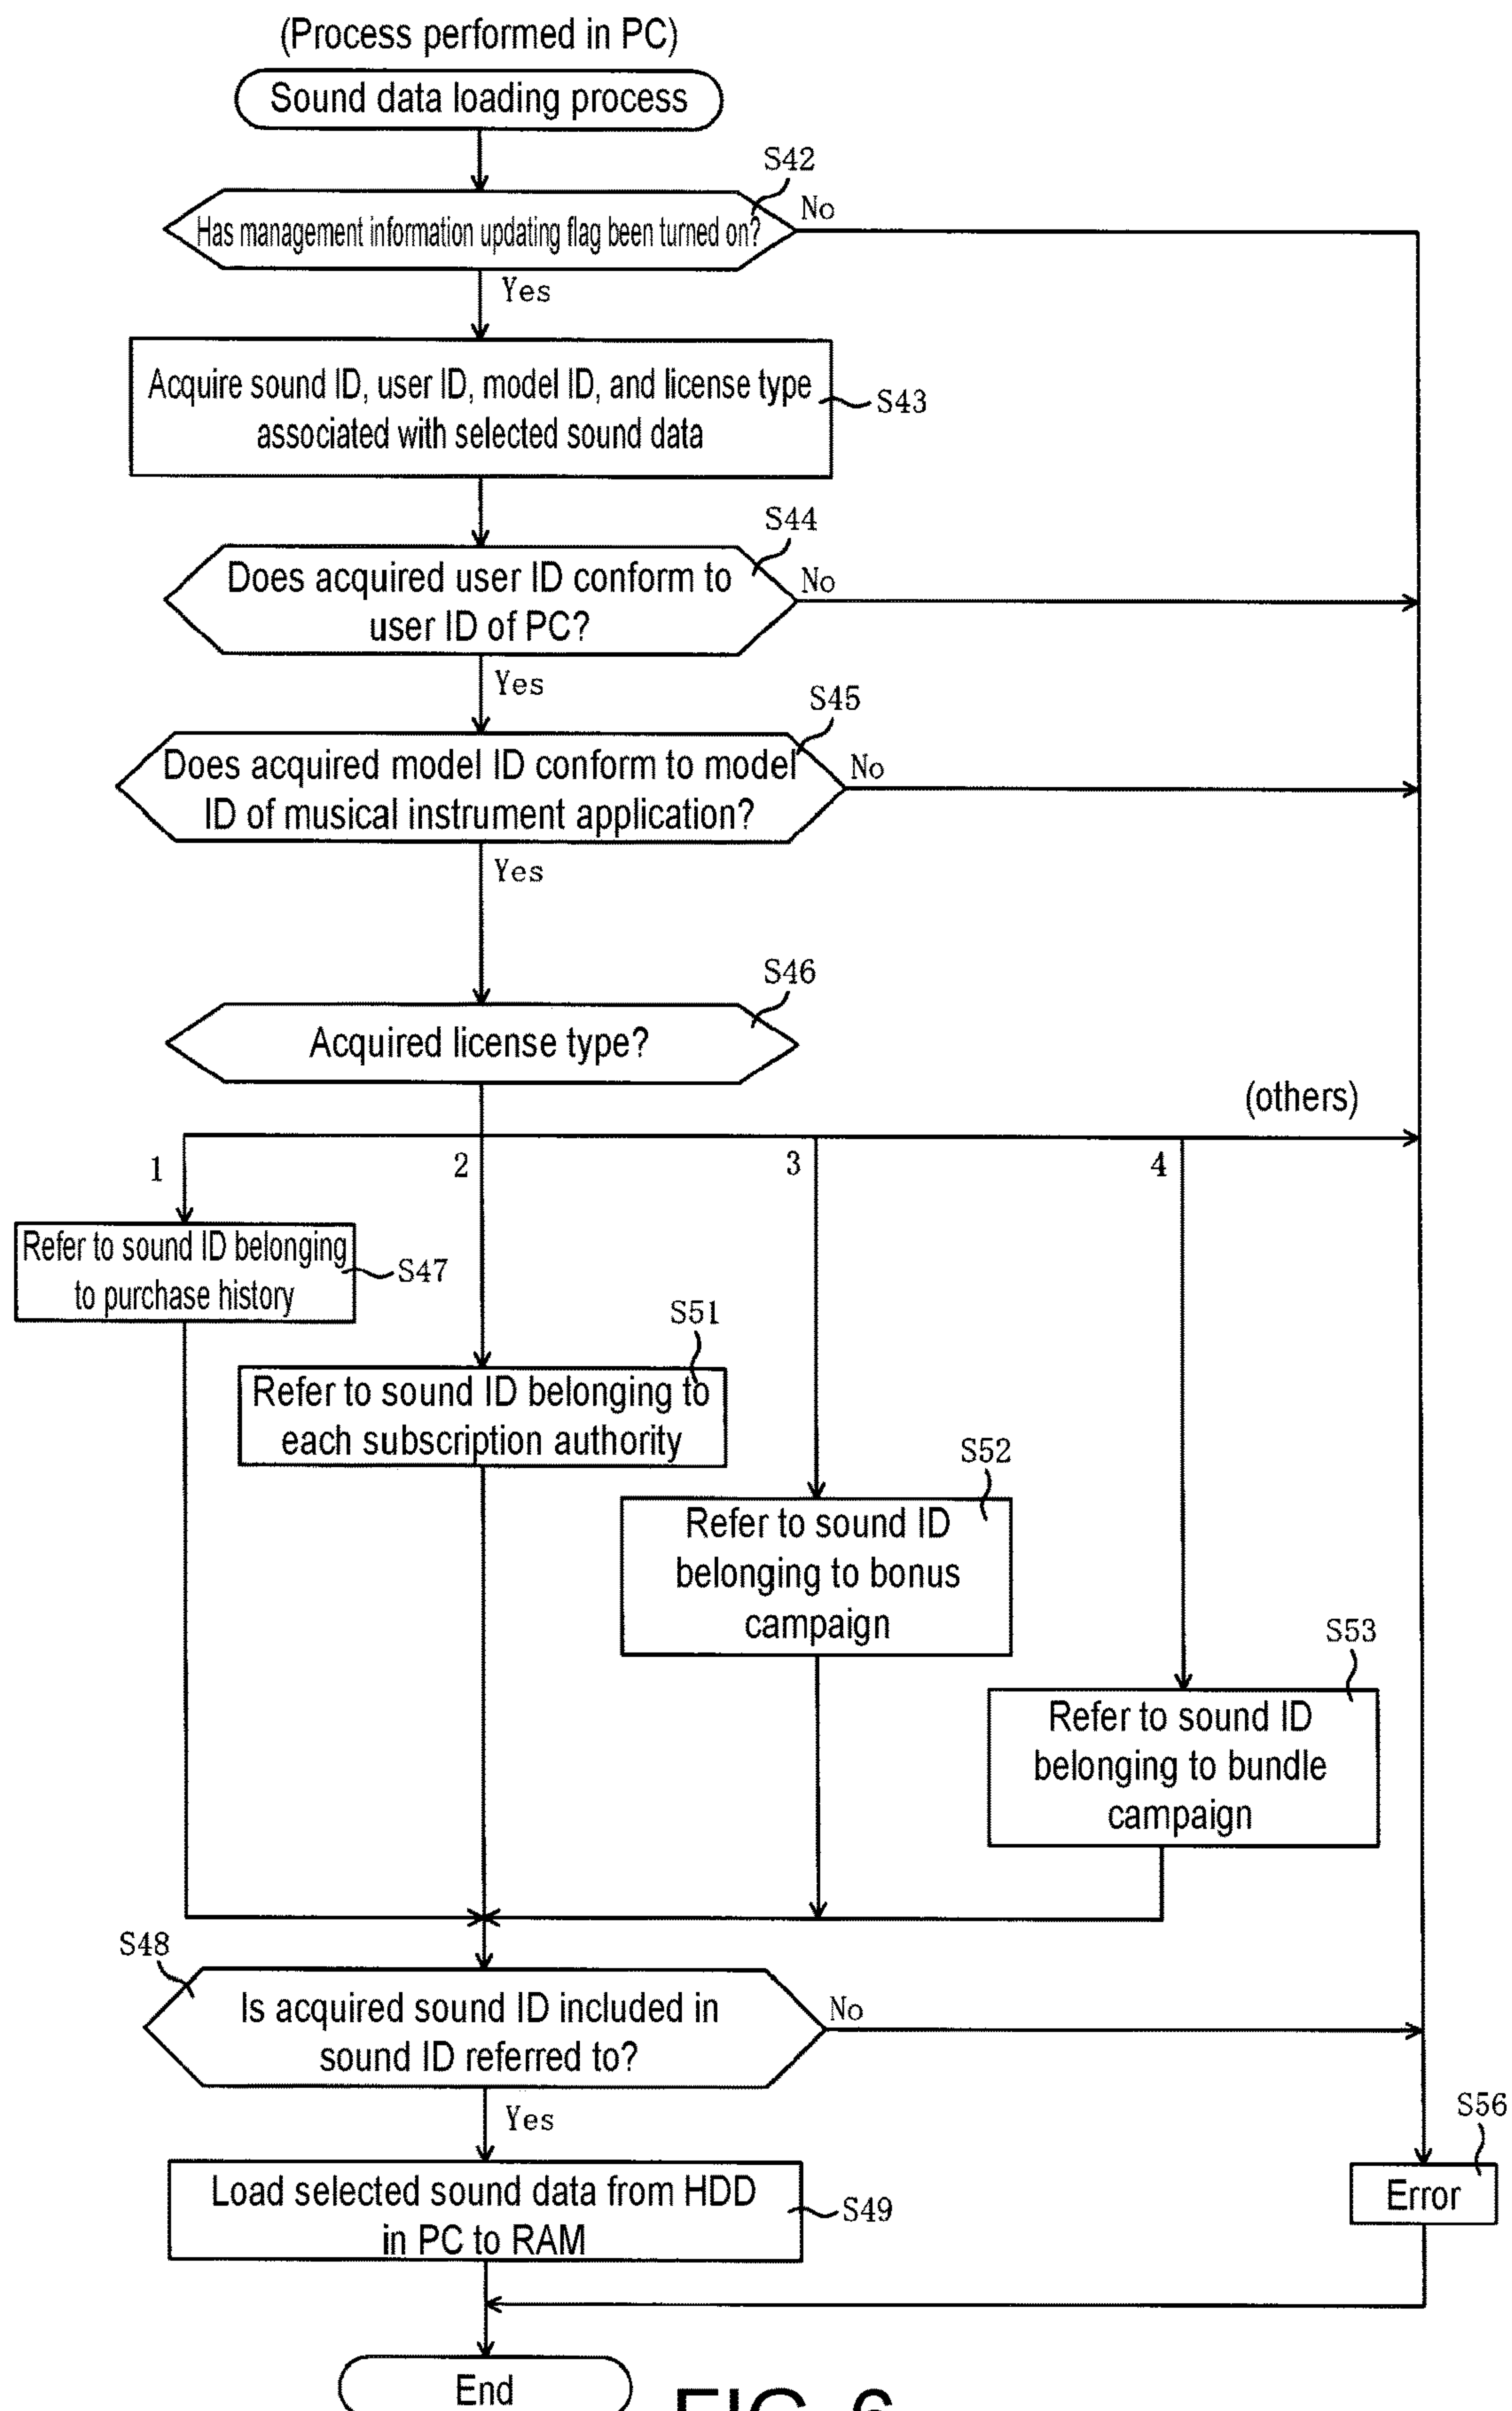 (Process performed in PC)
Sound data loading process
S42
Has management information updating flag been turned on?
No
Yes
Acquire sound ID, user ID, model ID, and license type
associated with selected sound data
S43
S44
Does acquired user ID conform to
user ID of PC?
No
Yes
S45
Does acquired model ID conform to model
ID of musical instrument application?
No
Yes
S46
Acquired license type?
(others)
1
2
3
4
Refer to sound ID belonging
to purchase history
S47
S51
Refer to sound ID belonging to
each subscription authority
S52
Refer to sound ID
belonging to bonus
campaign
S53
Refer to sound ID
belonging to bundle
campaign
S48
Is acquired sound ID included in
sound ID referred to?
No
Yes
S56
Error
Load selected sound data from HDD
in PC to RAM
S49
End
FIG. 6